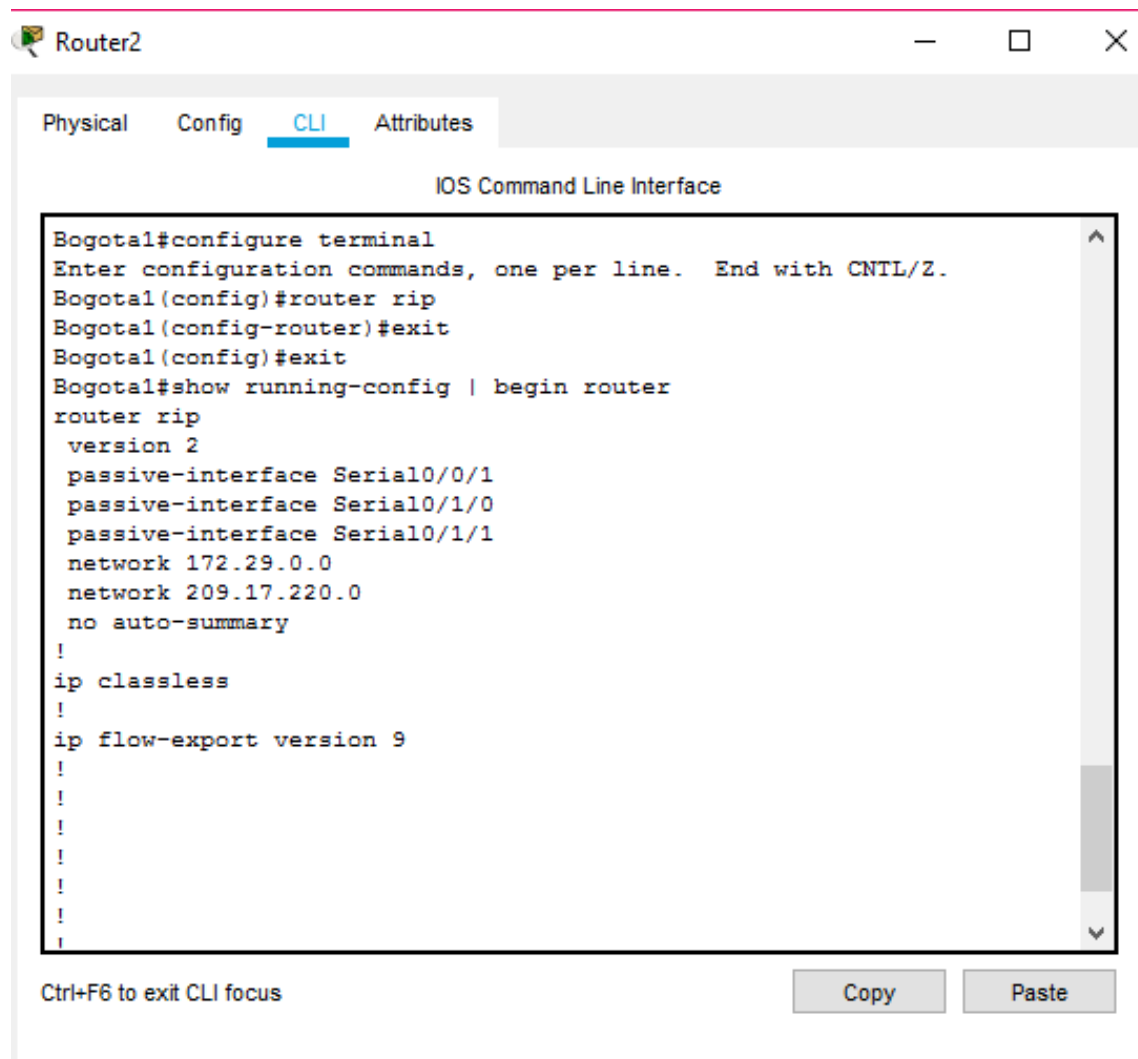 Router2
Physical Config CLI Attributes
IOS Command Line Interface
Bogota1#configure terminal
Enter configuration commands, one per line.  End with CNTL/Z.
Bogota1(config)#router rip
Bogota1(config-router)#exit
Bogota1(config)#exit
Bogota1#show running-config | begin router
router rip
 version 2
 passive-interface Serial0/0/1
 passive-interface Serial0/1/0
 passive-interface Serial0/1/1
 network 172.29.0.0
 network 209.17.220.0
 no auto-summary
!
ip classless
!
ip flow-export version 9
!
!
!
!
!
!
!
Ctrl+F6 to exit CLI focus Copy Paste